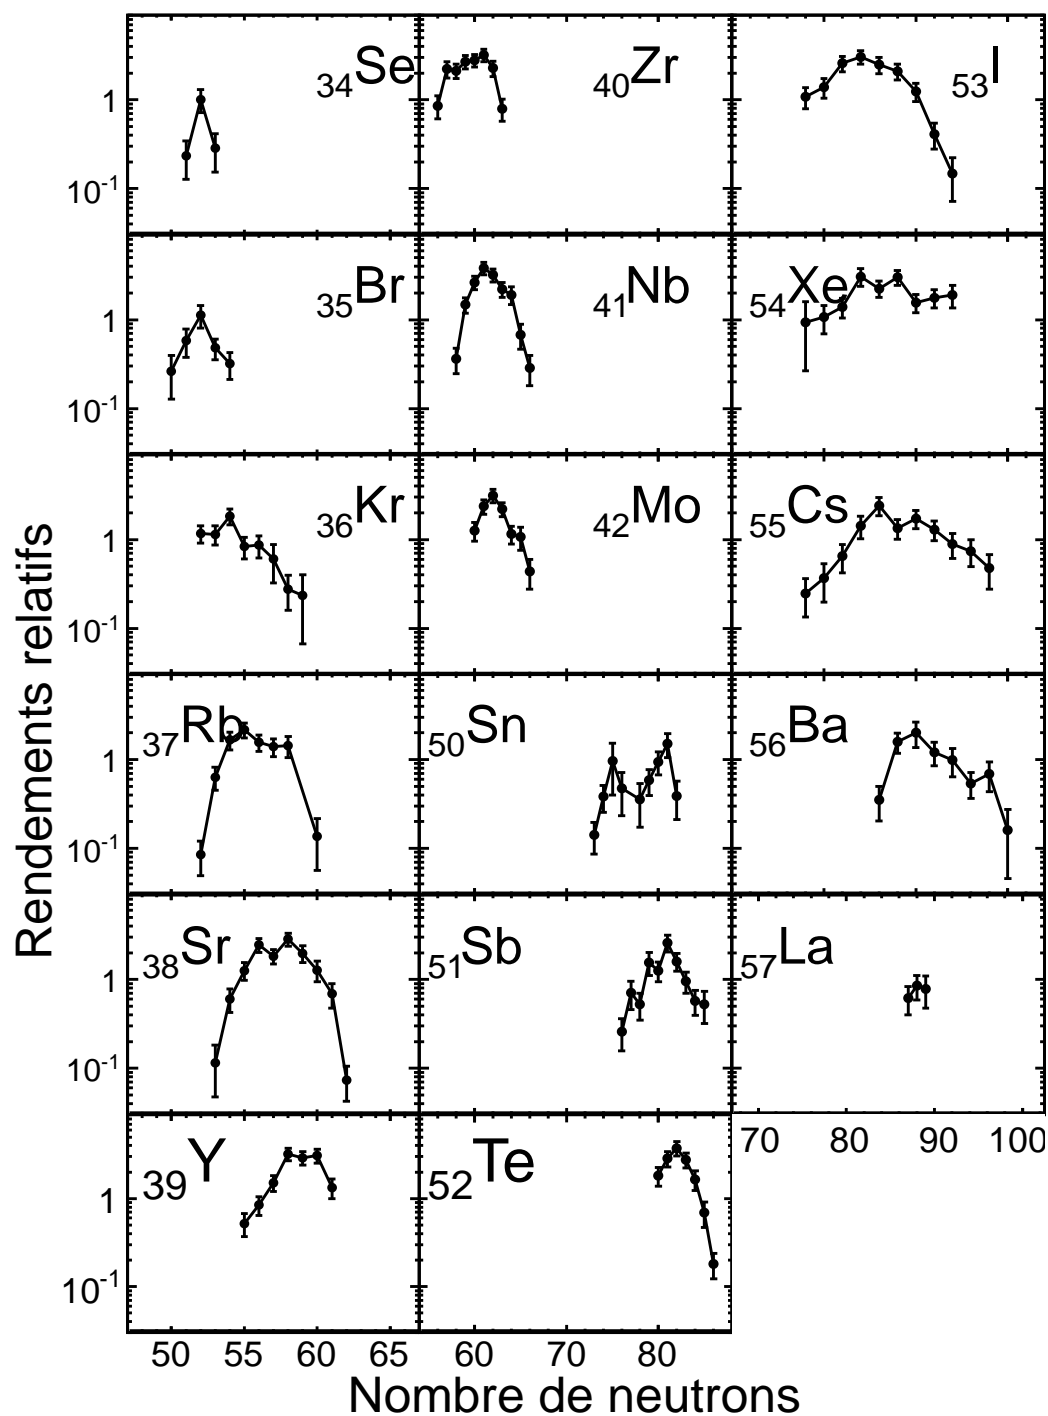 34Se 40Zr 53I
1
10-1
35Br 41Nb 54Xe
1
10-1
36Kr 42Mo 55Cs
1
10-1
37Rb 50Sn 56Ba
1
10-1
38Sr 51Sb 57La
1
10-1
70 80 90 100
39Y 52Te
1
10-1
50 55 60 65 60 70 80
Nombre de neutrons
Rendements relatifs